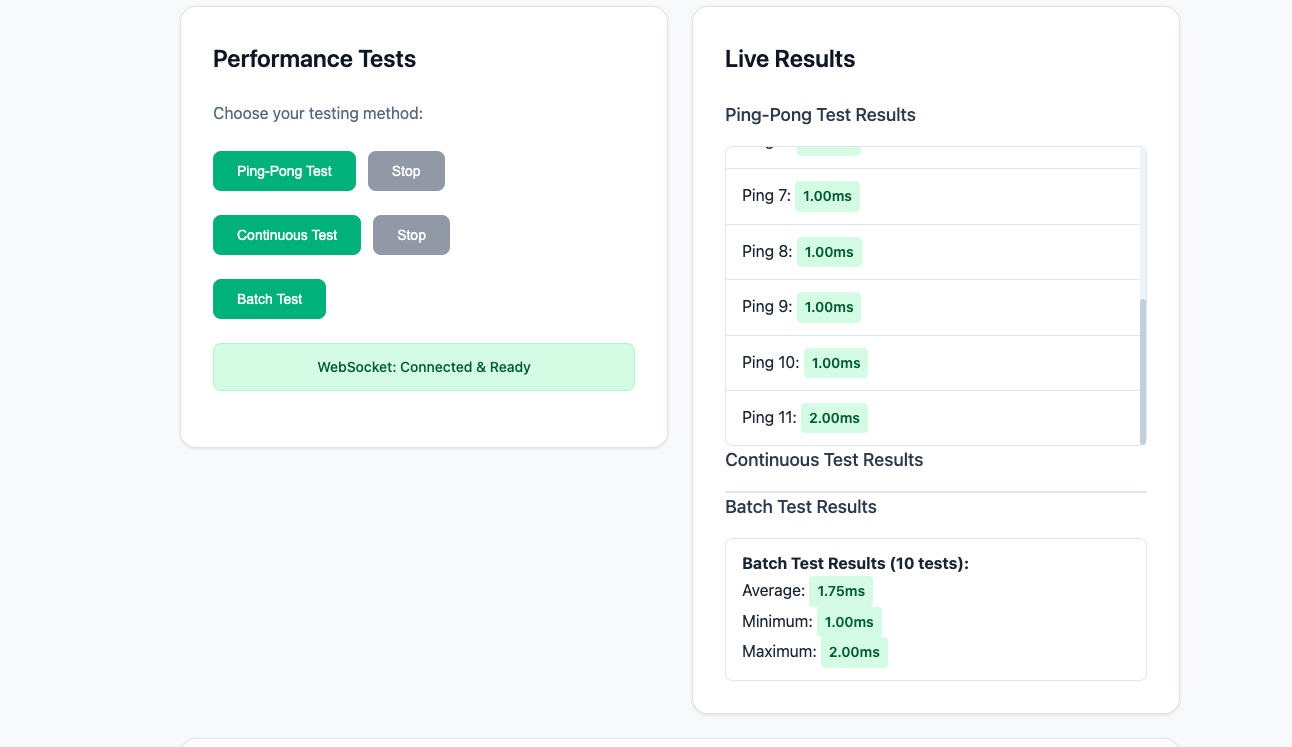 Performance Tests
Choose your testing method:
Ping-Pong Test
Stop
Continuous Test
Stop
Batch Test
WebSocket: Connected & Ready
Live Results
Ping-Pong Test Results
Ping 7: 1.00ms
Ping 8: 1.00ms
Ping 9: 1.00ms
Ping 10: 1.00ms
Ping 11: 2.00ms
Continuous Test Results
Batch Test Results
Batch Test Results (10 tests):
Average: 1.75ms
Minimum: 1.00ms
Maximum: 2.00ms